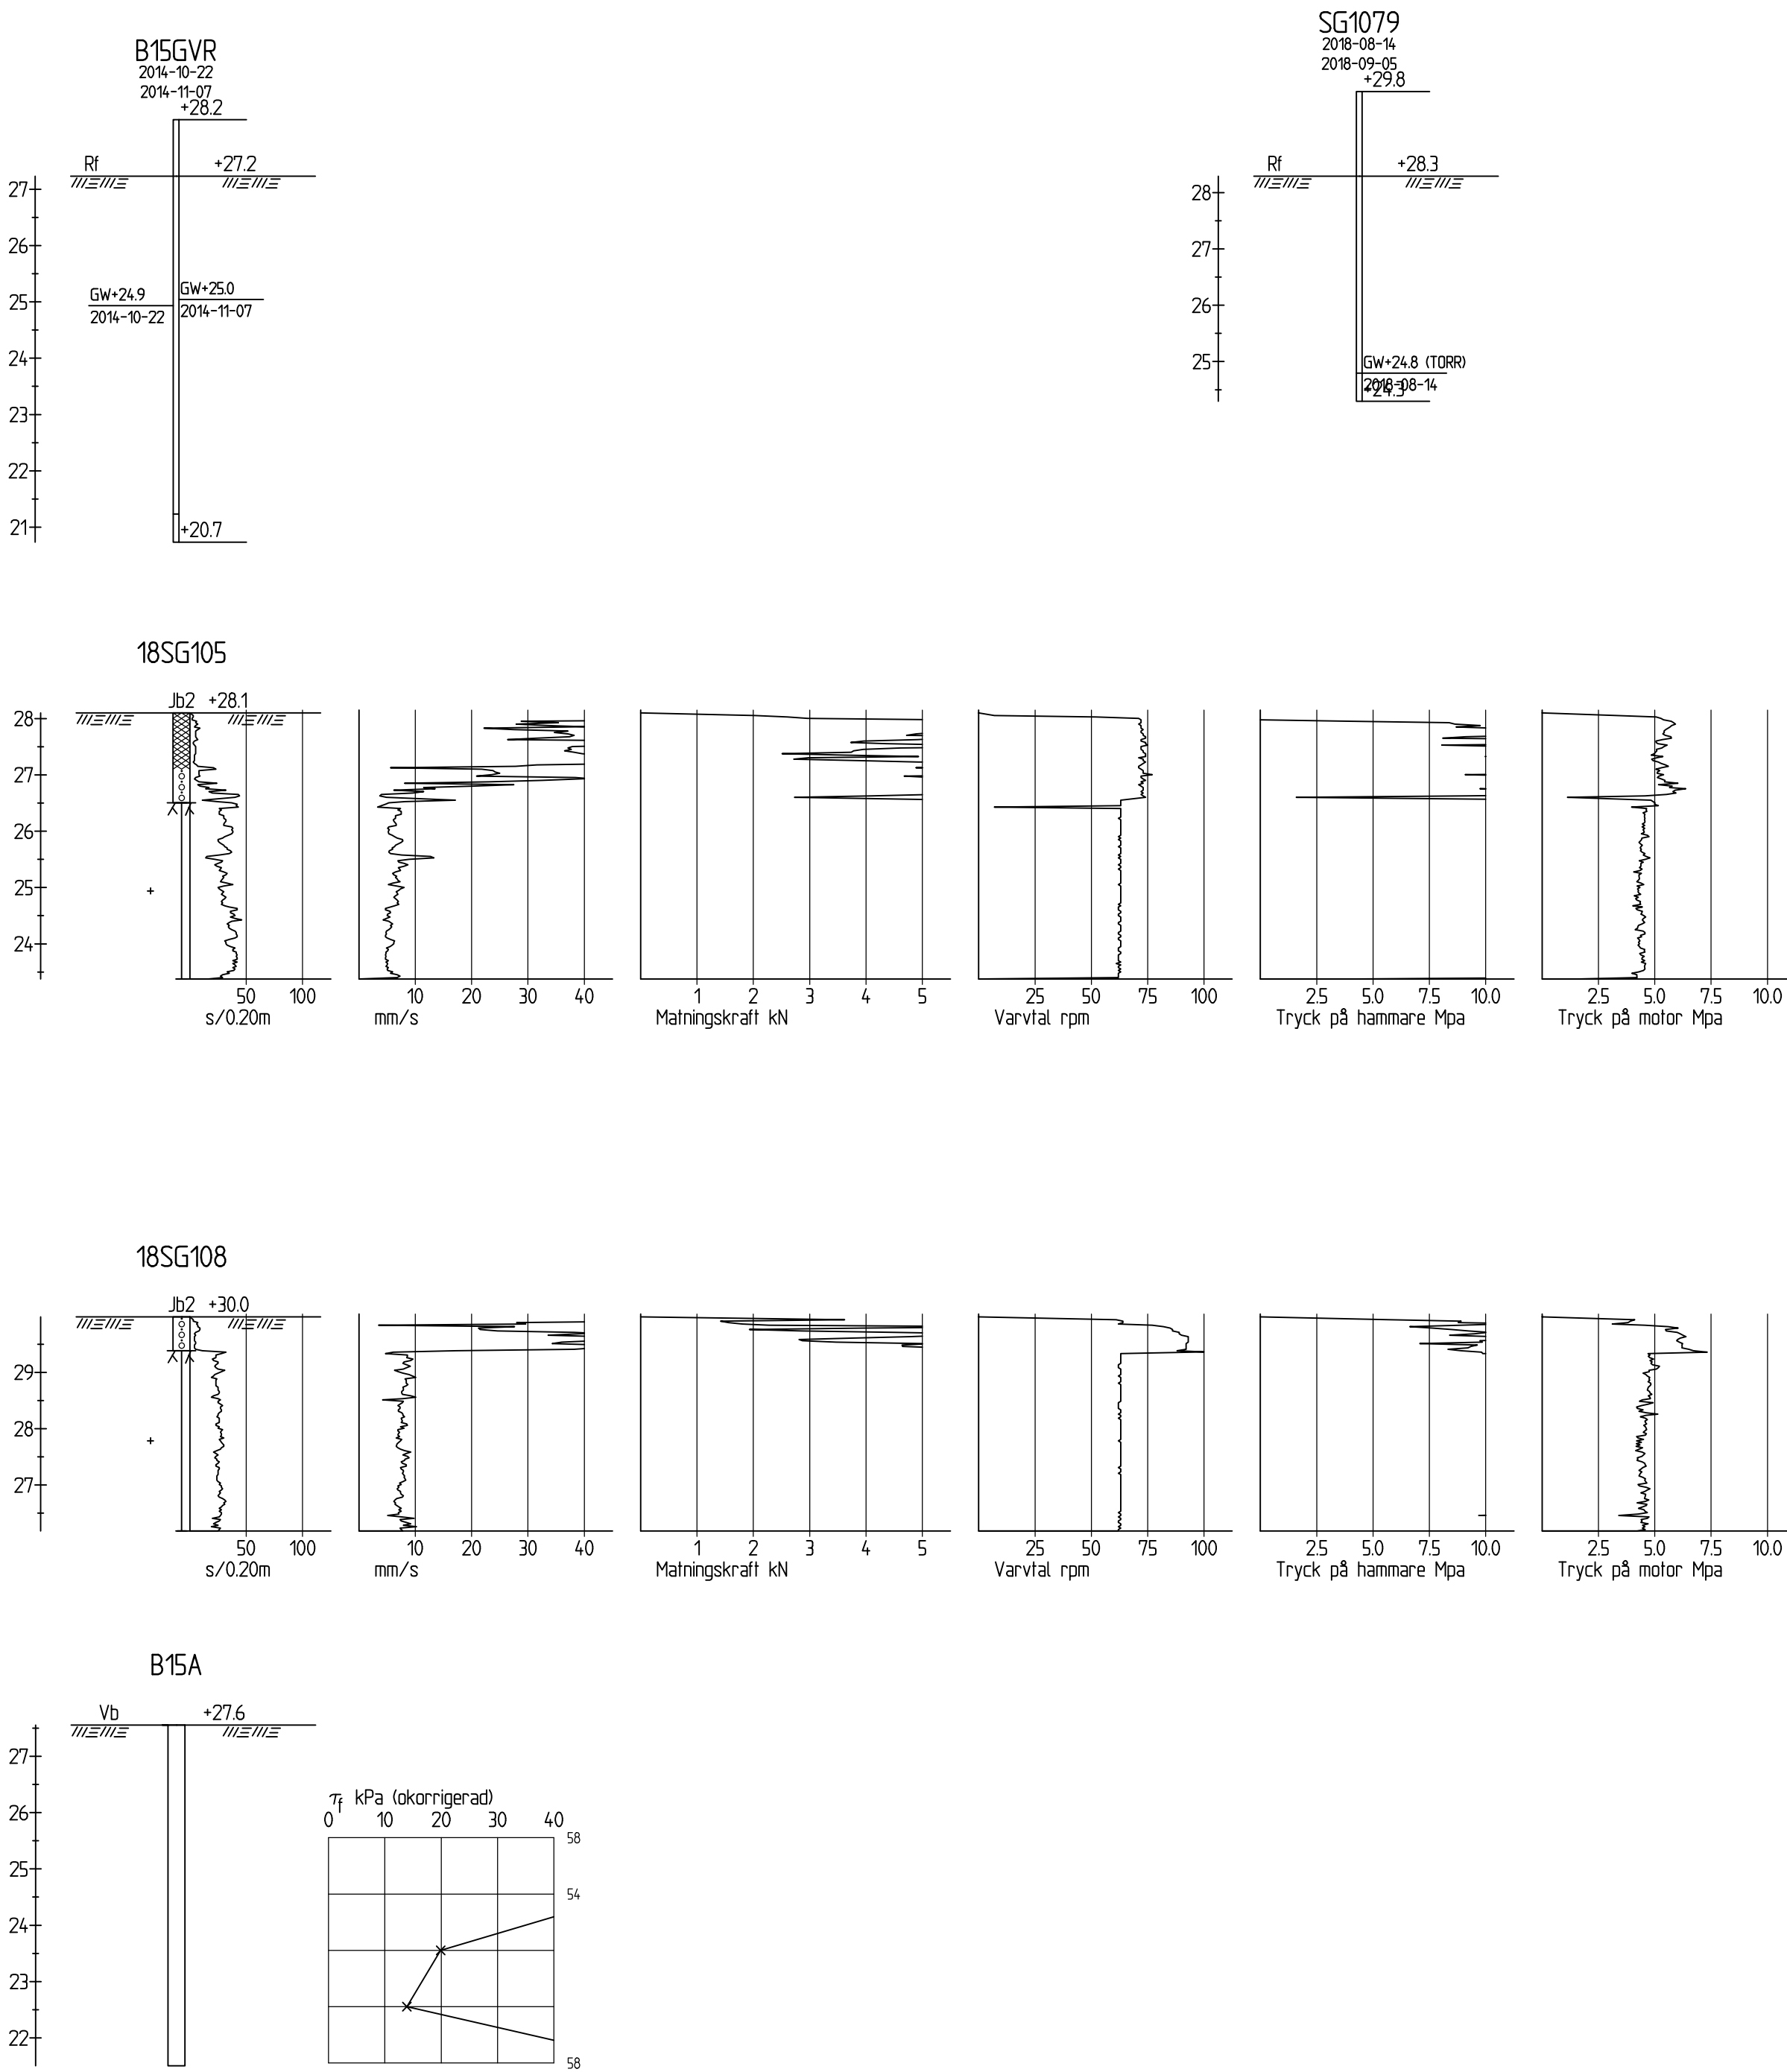 B15GVR
2014-10-22
2014-11-07
+28.2
Rf +27.2
27
26
25
24
23
22
21
GW+24.9
2014-10-22
GW+25.0
2014-11-07
+20.7
SG1079
2018-08-14
2018-09-05
+29.8
Rf +28.3
28
27
26
25
GW+24.8 (TORR)
2018-08-14
+24.3
18SG105
Jb2 +28.1
28
27
26
25
24
+
50 100
s/0.20m
10 20 30 40
mm/s
1 2 3 4 5
Matningskraft kN
25 50 75 100
Varvtal rpm
2.5 5.0 7.5 10.0
Tryck på hammare Mpa
2.5 5.0 7.5 10.0
Tryck på motor Mpa
18SG108
Jb2 +30.0
29
28
27
+
50 100
s/0.20m
10 20 30 40
mm/s
1 2 3 4 5
Matningskraft kN
25 50 75 100
Varvtal rpm
2.5 5.0 7.5 10.0
Tryck på hammare Mpa
2.5 5.0 7.5 10.0
Tryck på motor Mpa
B15A
Vb +27.6
27
26
25
24
23
22
τf kPa (okorrigerad)
0 10 20 30 40
58
54
58